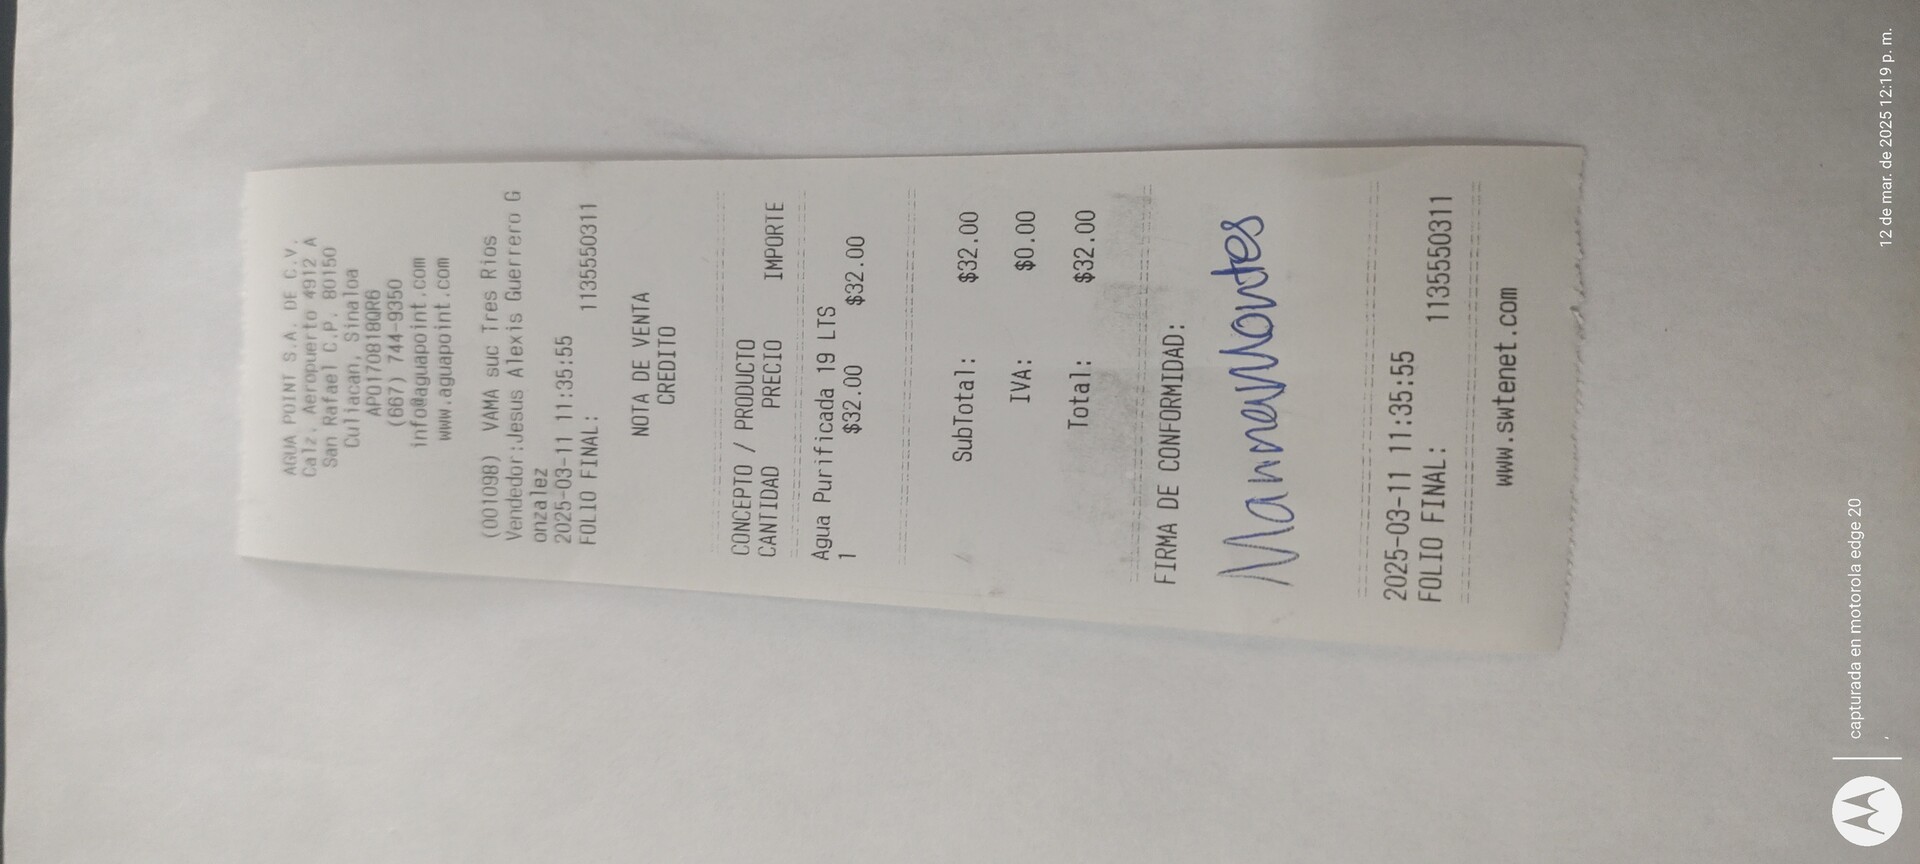 AGUA POINT S.A. DE C.V.
Calz. Aeropuerto 4912 A
San Rafael C.P. 80150
Culiacan, Sinaloa
APO170818QR6
(667) 744-9350
info@aguapoint.com
www.aguapoint.com
(001098) VAMA suc Tres Rios
Vendedor:Jesus Alexis Guerrero G
onzalez
2025-03-11 11:35:55
FOLIO FINAL: 1135550311
NOTA DE VENTA
CREDITO
CONCEPTO / PRODUCTO
CANTIDAD PRECIO IMPORTE
Agua Purificada 19 LTS
1 $32.00 $32.00
SubTotal: $32.00
IVA: $0.00
Total: $32.00
FIRMA DE CONFORMIDAD:
2025-03-11 11:35:55
FOLIO FINAL: 1135550311
www.swtenet.com
capturada en motorola edge 20
12 de mar. de 2025 12:19 p. m.